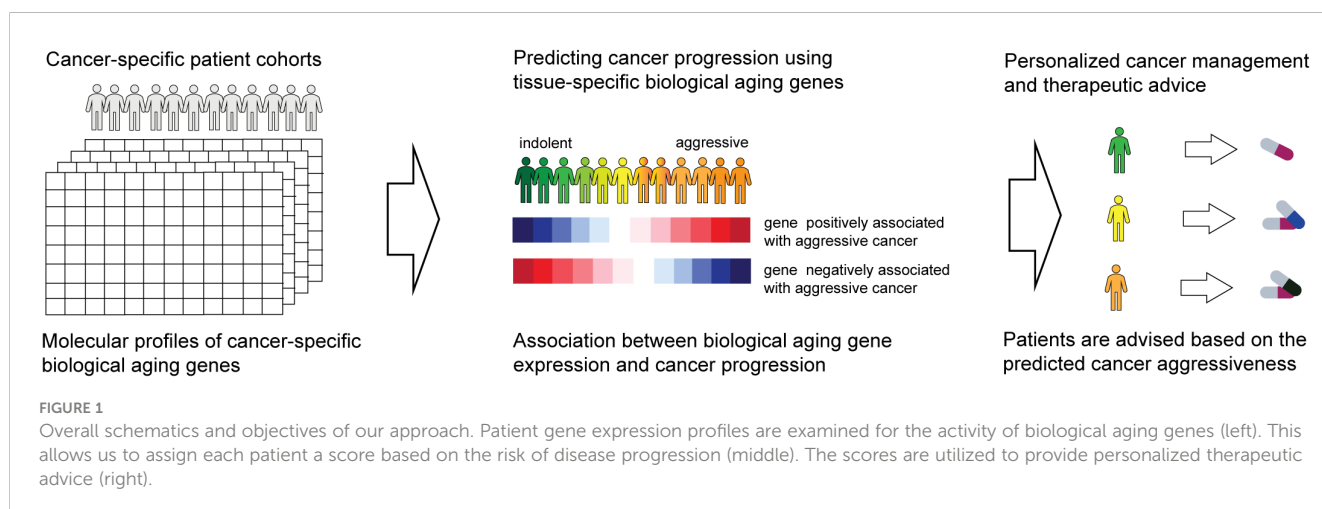 Cancer-specific patient cohorts
Molecular profiles of cancer-specific
biological aging genes
Predicting cancer progression using
tissue-specific biological aging genes
indolent
aggressive
gene positively associated
with aggressive cancer
gene negatively associated
with aggressive cancer
Association between biological aging gene
expression and cancer progression
Personalized cancer management
and therapeutic advice
Patients are advised based on the
predicted cancer aggressiveness
FIGURE 1
Overall schematics and objectives of our approach. Patient gene expression profiles are examined for the activity of biological aging genes (left). This
allows us to assign each patient a score based on the risk of disease progression (middle). The scores are utilized to provide personalized therapeutic
advice (right).